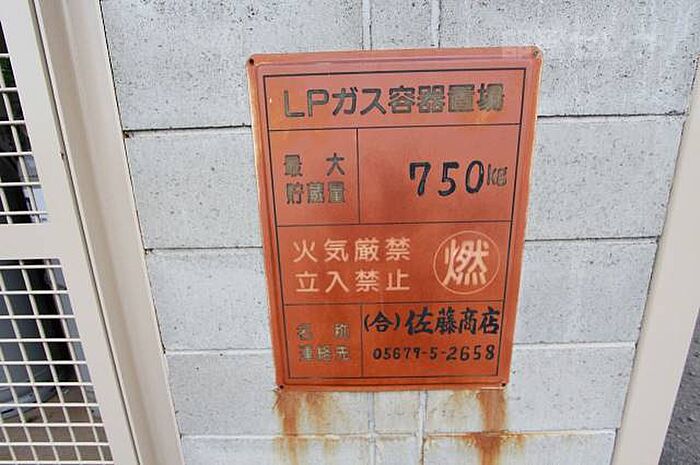 LPガス容器置場
最大
貯蔵量
750kg
火気厳禁
立入禁止
燃
名称
連絡先
(合)佐藤商店
05679-5-2658